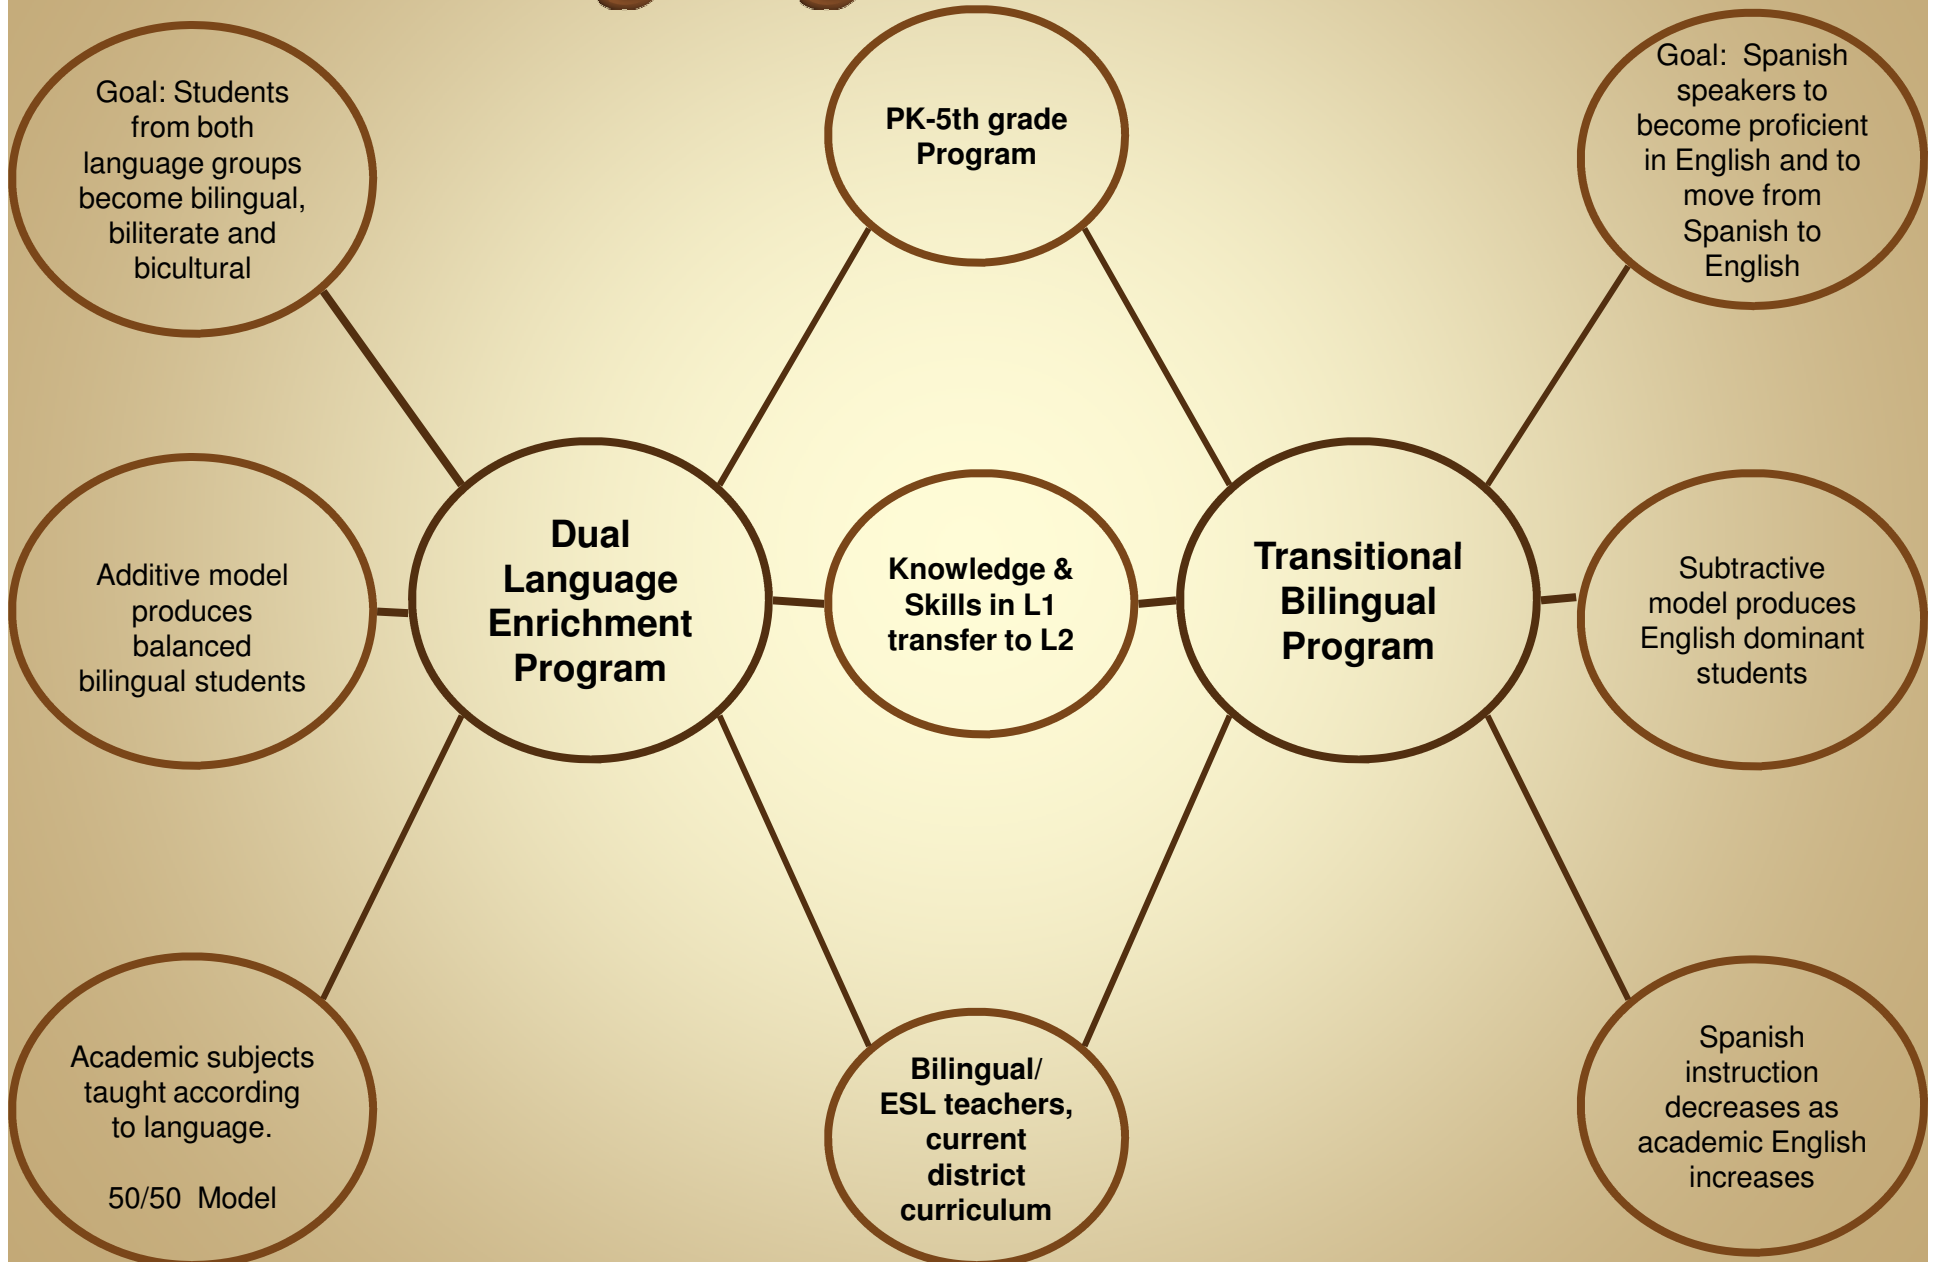 Goal: Students
from both
language groups
become bilingual,
biliterate and
bicultural
PK-5th grade
Program
Goal:  Spanish
speakers to
become proficient
in English and to
move from
Spanish to
English
Additive model
produces
balanced
bilingual students
Dual
Language
Enrichment
Program
Knowledge &
Skills in L1
transfer to L2
Transitional
Bilingual
Program
Subtractive
model produces
English dominant
students
Academic subjects
taught according
to language.
50/50  Model
Bilingual/
ESL teachers,
current
district
curriculum
Spanish
instruction
decreases as
academic English
increases